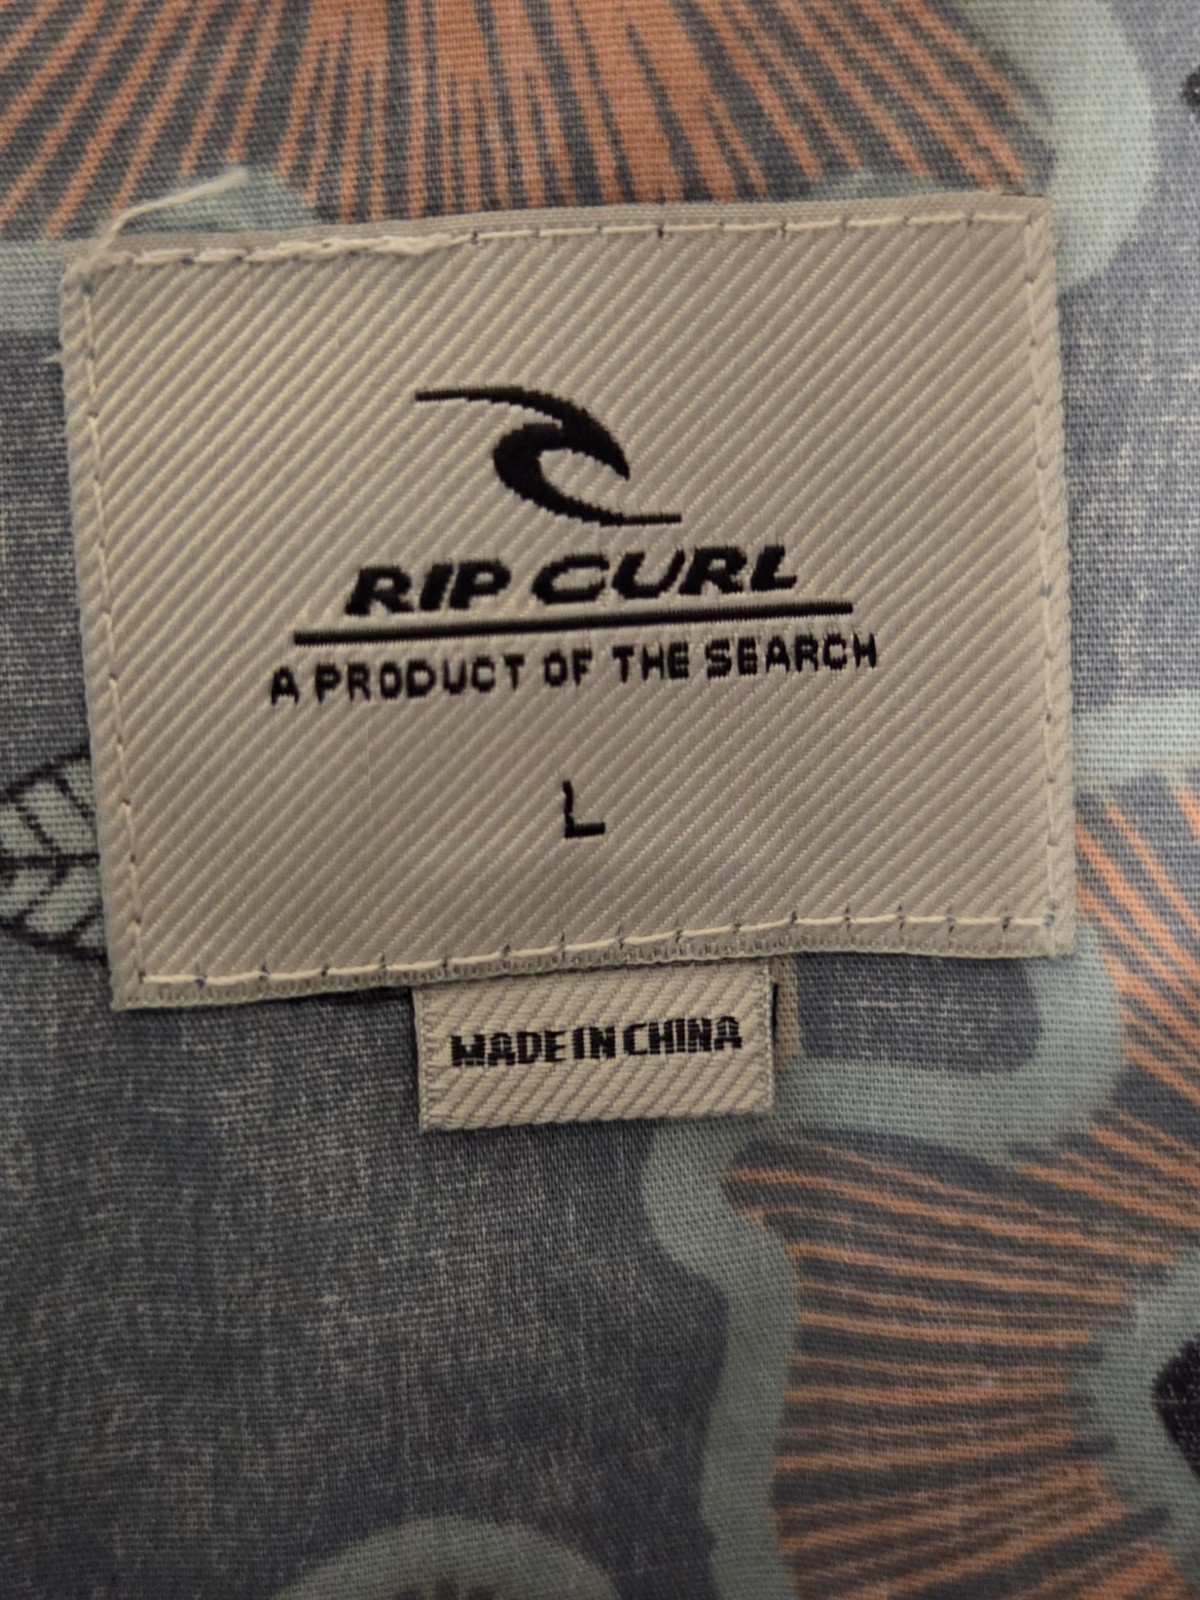 RIP CURL
A PRODUCT OF THE SEARCH
L
MADE IN CHINA